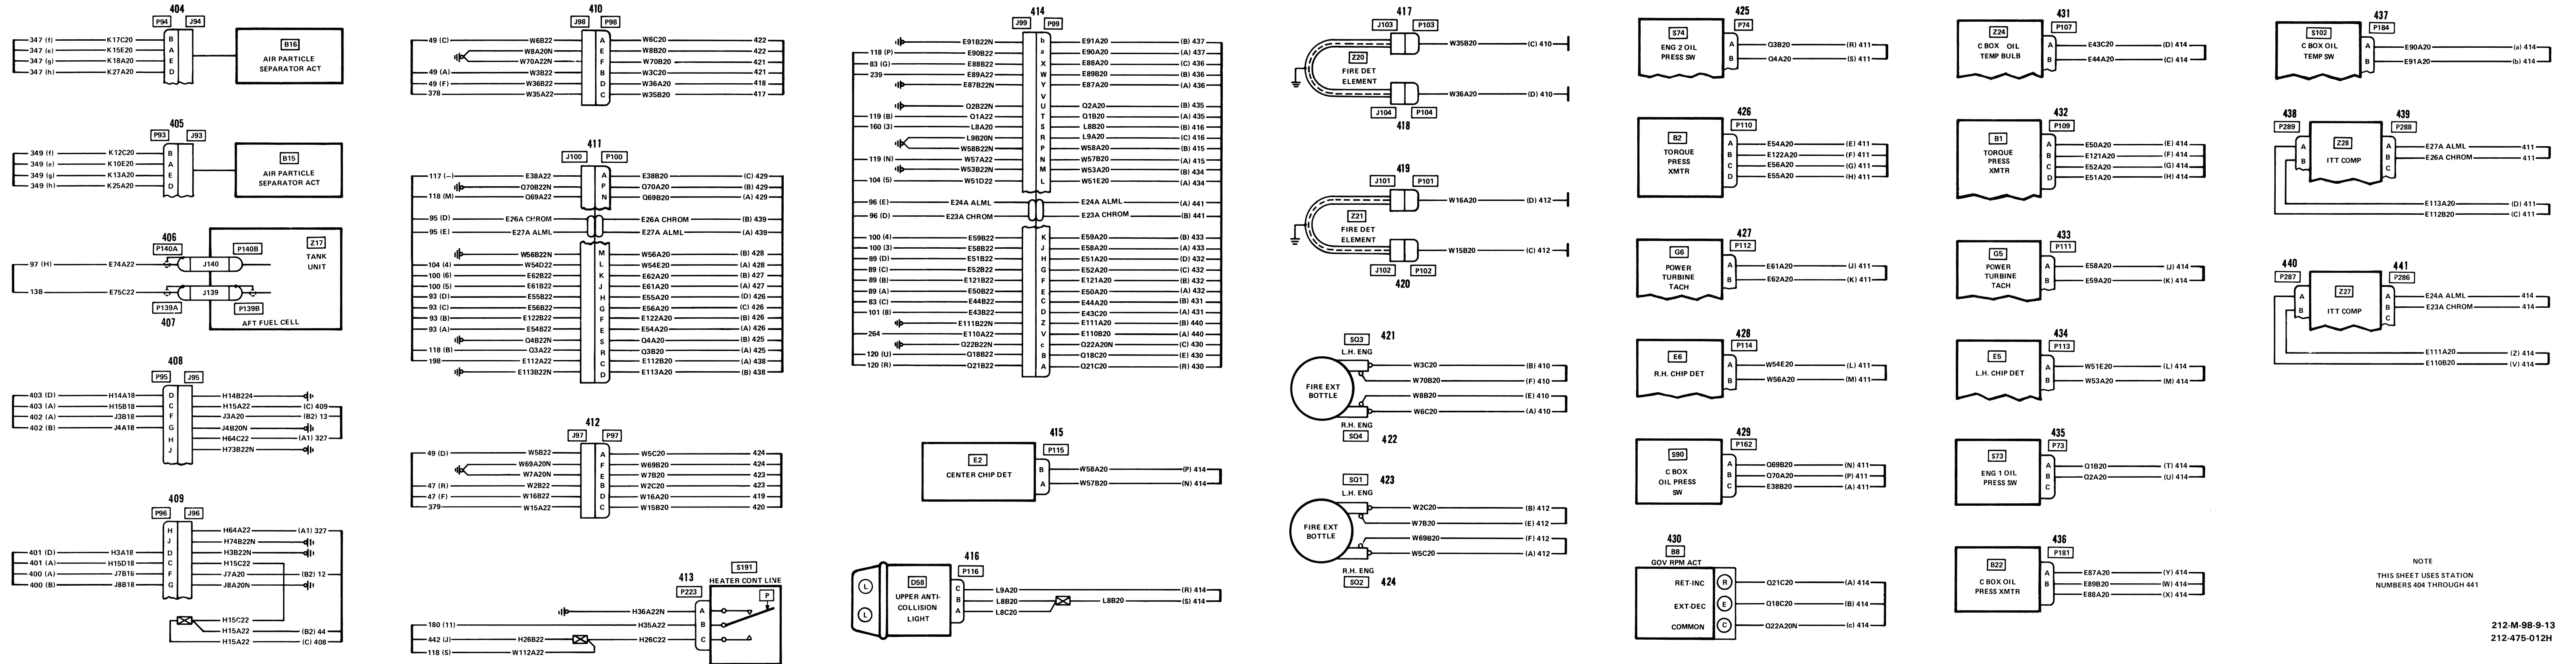 404
P94 J94
347 (f) K17C20 B
347 (e) K15E20 A
347 (g) K18A20 E
347 (h) K27A20 D
B16
AIR PARTICLE
SEPARATOR ACT
405
P93 J93
349 (f) K12C20 B
349 (e) K10E20 A
349 (g) K13A20 E
349 (h) K25A20 D
B15
AIR PARTICLE
SEPARATOR ACT
406
P140A P140B Z17
TANK
UNIT
97 (H) E74A22 J140
138 E75C22 J139
P139A P139B
407
AFT FUEL CELL
408
P95 J95
403 (D) H14A18 D H14B224
403 (A) H15B18 C H15A22 (C) 409
402 (A) J3B18 F J3A20 (B2) 13
402 (B) J4A18 G J4B20N
H H64C22 (A1) 327
J H73B22N
409
P96 J96
H H64A22 (A1) 327
J H74B22N
401 (D) H3A18 D H3B22N
401 (A) H15D18 C H15C22
400 (A) J7B18 F J7A20 (B2) 12
400 (B) J8B18 G J8A20N
H15C22
H15A22 (B2) 44
H15A22 (C) 408
410
J98 P98
49 (C) W6B22 A W6C20 422
W8A20N E W8B20 422
W70A22N F W70B20 421
49 (A) W3B22 B W3C20 421
49 (F) W36B22 D W36A20 418
378 W35A22 C W35B20 417
411
J100 P100
117 (–) E38A22 A E38B20 (C) 429
Q70B22N P Q70A20 (B) 429
118 (M) Q69A22 N Q69B20 (A) 429
95 (D) E26A CHROM E26A CHROM (B) 439
95 (E) E27A ALML E27A ALML (A) 439
W56B22N M W56A20 (B) 428
104 (4) W54D22 L W54E20 (A) 428
100 (6) E62B22 K E62A20 (B) 427
100 (5) E61B22 J E61A20 (A) 427
93 (D) E55B22 H E55A20 (D) 426
93 (C) E56B22 G E56A20 (C) 426
93 (B) E122B22 F E122A20 (B) 426
93 (A) E54B22 E E54A20 (A) 426
Q4B22N S Q4A20 (B) 425
118 (B) Q3A22 R Q3B20 (A) 425
198 E112A22 C E112B20 (A) 438
E113B22N D E113A20 (B) 438
412
J97 P97
49 (D) W5B22 A W5C20 424
W69A20N F W69B20 424
W7A20N E W7B20 423
47 (R) W2B22 B W2C20 423
47 (F) W16B22 D W16A20 419
379 W15A22 C W15B20 420
413 S191
HEATER CONT LINE
P223 P
H36A22N A
180 (11) H35A22 B
442 (J) H26B22 H26C22 C
118 (S) W112A22
414
J99 P99
E91B22N b E91A20 (B) 437
118 (P) E90B22 a E90A20 (A) 437
83 (G) E88B22 X E88A20 (C) 436
239 E89A22 W E89B20 (B) 436
E87B22N Y E87A20 (A) 436
V
Q2B22N U Q2A20 (B) 435
119 (B) Q1A22 T Q1B20 (A) 435
160 (3) L8A20 S L8B20 (B) 416
L9B20N R L9A20 (C) 416
W58B22N P W58A20 (B) 415
119 (N) W57A22 N W57B20 (A) 415
W53B22N M W53A20 (B) 434
104 (5) W51D22 L W51E20 (A) 434
96 (E) E24A ALML E24A ALML (A) 441
96 (D) E23A CHROM E23A CHROM (B) 441
100 (4) E59B22 K E59A20 (B) 433
100 (3) E58B22 J E58A20 (A) 433
89 (D) E51B22 H E51A20 (D) 432
89 (C) E52B22 G E52A20 (C) 432
89 (B) E121B22 F E121A20 (B) 432
89 (A) E50B22 E E50A20 (A) 432
83 (C) E44B22 C E44A20 (B) 431
101 (8) E43B22 D E43C20 (A) 431
E111B22N Z E111A20 (B) 440
264 E110A22 V E110B20 (A) 440
Q22B22N c Q22A20N (C) 430
120 (U) Q18B22 B Q18C20 (E) 430
120 (R) Q21B22 A Q21C20 (R) 430
415
P115
E2
CENTER CHIP DET
B W58A20 (P) 414
A W57B20 (N) 414
416
P116
L L
D58
UPPER ANTI-
COLLISION
LIGHT
C L9A20 (R) 414
B L8B20 L8B20 (S) 414
A L8C20
417
J103 P103
W35B20 (C) 410
Z20
FIRE DET
ELEMENT
W36A20 (D) 410
J104 P104
418
419
J101 P101
W16A20 (D) 412
Z21
FIRE DET
ELEMENT
W15B20 (C) 412
J102 P102
420
SQ3 421
L.H. ENG
FIRE EXT
BOTTLE
W3C20 (B) 410
W70B20 (F) 410
W8B20 (E) 410
W6C20 (A) 410
R.H. ENG
SQ4 422
SQ1 423
L.H. ENG
FIRE EXT
BOTTLE
W2C20 (B) 412
W7B20 (E) 412
W69B20 (F) 412
W5C20 (A) 412
R.H. ENG
SQ2 424
425
S74 P74
ENG 2 OIL
PRESS SW
A Q3B20 (R) 411
B Q4A20 (S) 411
426
B2 P110
TORQUE
PRESS
XMTR
A E54A20 (E) 411
B E122A20 (F) 411
C E56A20 (G) 411
D E55A20 (H) 411
427
G6 P112
POWER
TURBINE
TACH
A E61A20 (J) 411
B E62A20 (K) 411
428
E6 P114
R.H. CHIP DET
A W54E20 (L) 411
B W56A20 (M) 411
429
S90 P162
C BOX
OIL PRESS
SW
A Q69B20 (N) 411
B Q70A20 (P) 411
C E38B20 (A) 411
430
B8
GOV RPM ACT
RET-INC R Q21C20 (A) 414
EXT-DEC E Q18C20 (B) 414
COMMON C Q22A20N (c) 414
431
Z24 P107
C BOX OIL
TEMP BULB
A E43C20 (D) 414
B E44A20 (C) 414
432
B1 P109
TORQUE
PRESS
XMTR
A E50A20 (E) 414
B E121A20 (F) 414
C E52A20 (G) 414
D E51A20 (H) 414
433
G5 P111
POWER
TURBINE
TACH
A E58A20 (J) 414
B E59A20 (K) 414
434
E5 P113
L.H. CHIP DET
A W51E20 (L) 414
B W53A20 (M) 414
435
S73 P73
ENG 1 OIL
PRESS SW
A Q1B20 (T) 414
B Q2A20 (U) 414
C
436
B22 P181
C BOX OIL
PRESS XMTR
A E87A20 (Y) 414
B E89B20 (W) 414
C E88A20 (X) 414
437
S102 P184
C BOX OIL
TEMP SW
A E90A20 (a) 414
B E91A20 (b) 414
438 439
P289 P288
Z28
ITT COMP
A A E27A ALML 411
B B E26A CHROM 411
C
E113A20 (D) 411
E112B20 (C) 411
440 441
P287 P286
Z27
ITT COMP
A A E24A ALML 414
B B E23A CHROM 414
C
E111A20 (Z) 414
E110B20 (V) 414
NOTE
THIS SHEET USES STATION
NUMBERS 404 THROUGH 441
212-M-98-9-13
212-475-012H